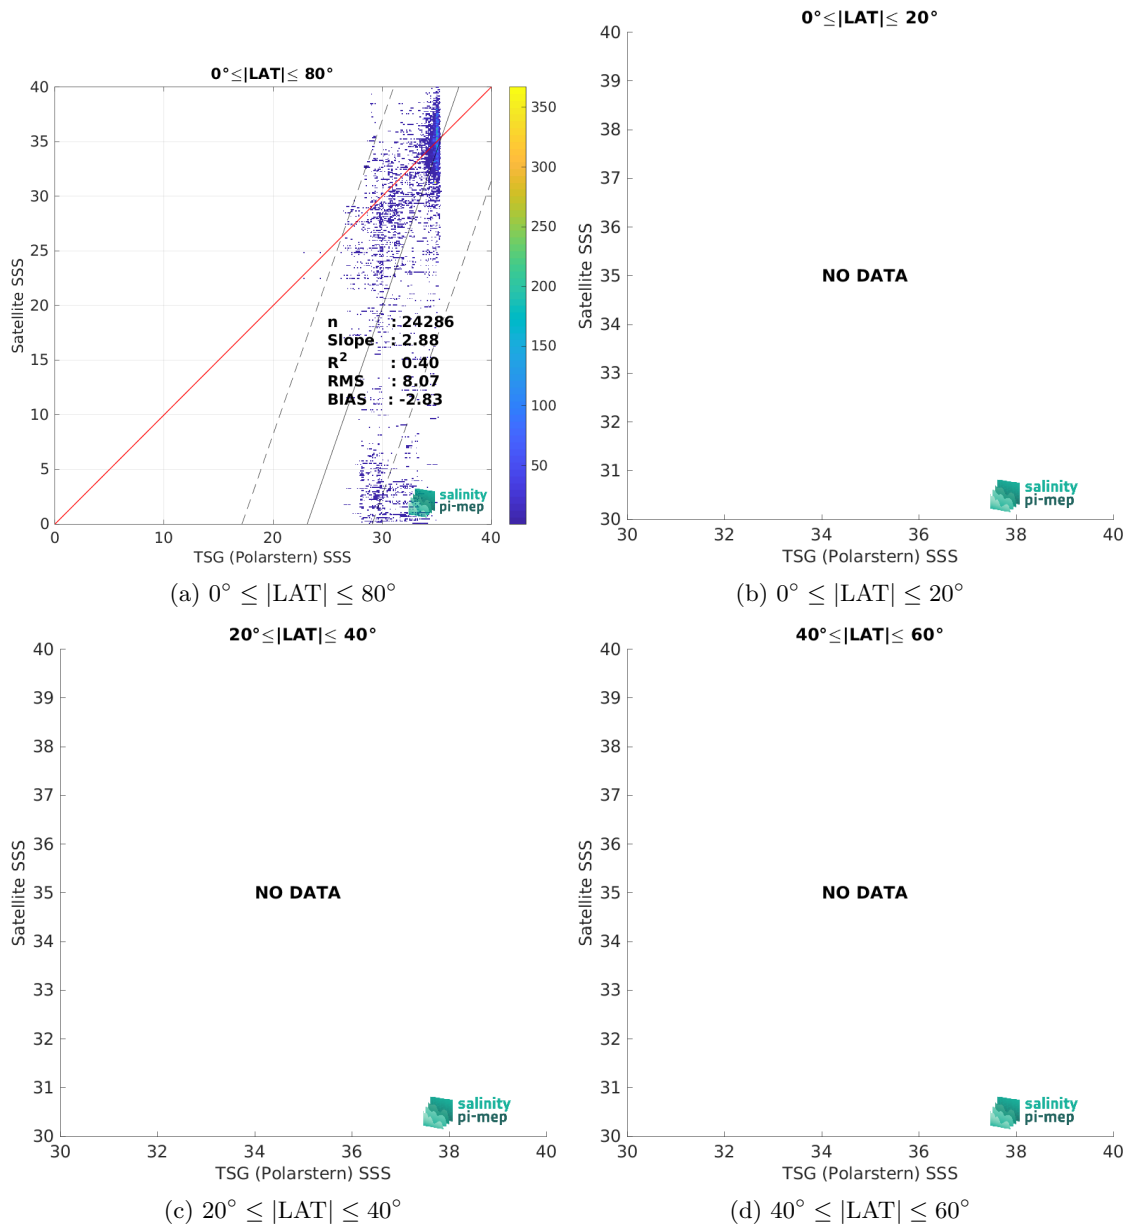 0°≤|LAT|≤ 80°
40
35
30
25
20
15
10
5
0
Satellite SSS
0
10
20
30
40
TSG (Polarstern) SSS
350
300
250
200
150
100
50
n : 24286
Slope : 2.88
R2 : 0.40
RMS : 8.07
BIAS : -2.83
salinity
pi-mep
(a) 0° ≤ |LAT| ≤ 80°
0°≤|LAT|≤ 20°
40
39
38
37
36
35
34
33
32
31
30
Satellite SSS
NO DATA
salinity
pi-mep
30
32
34
36
38
40
TSG (Polarstern) SSS
(b) 0° ≤ |LAT| ≤ 20°
20°≤|LAT|≤ 40°
40
39
38
37
36
35
34
33
32
31
30
Satellite SSS
NO DATA
salinity
pi-mep
30
32
34
36
38
40
TSG (Polarstern) SSS
(c) 20° ≤ |LAT| ≤ 40°
40°≤|LAT|≤ 60°
40
39
38
37
36
35
34
33
32
31
30
Satellite SSS
NO DATA
salinity
pi-mep
30
32
34
36
38
40
TSG (Polarstern) SSS
(d) 40° ≤ |LAT| ≤ 60°